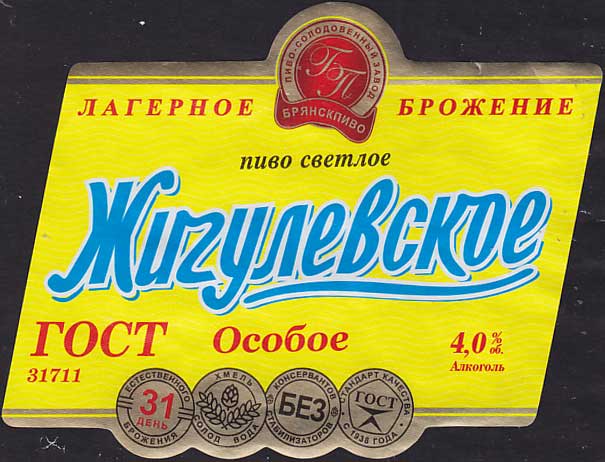 ПИВО-СОЛОДОВЕННЫЙ ЗАВОД
БП
БРЯНСКПИВО
ЛАГЕРНОЕ БРОЖЕНИЕ
пиво светлое
Жигулевское
ГОСТ
31711
Особое
4,0 % об.
Алкоголь
ЕСТЕСТВЕННОГО
31
ДЕНЬ
БРОЖЕНИЯ
ХМЕЛЬ
СОЛОД ВОДА
КОНСЕРВАНТОВ
БЕЗ
СТАБИЛИЗАТОРОВ
СТАНДАРТ КАЧЕСТВА
ГОСТ
С 1938 ГОДА